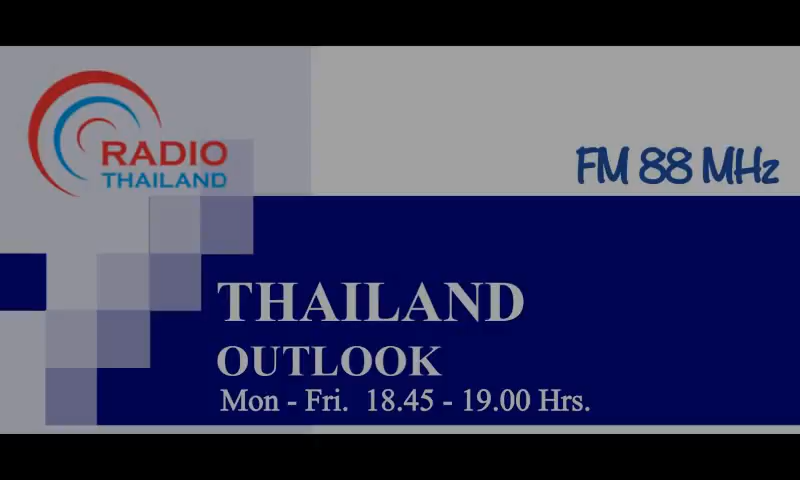 RADIO
THAILAND
FM 88 MHz
THAILAND
OUTLOOK
Mon - Fri. 18.45 - 19.00 Hrs.